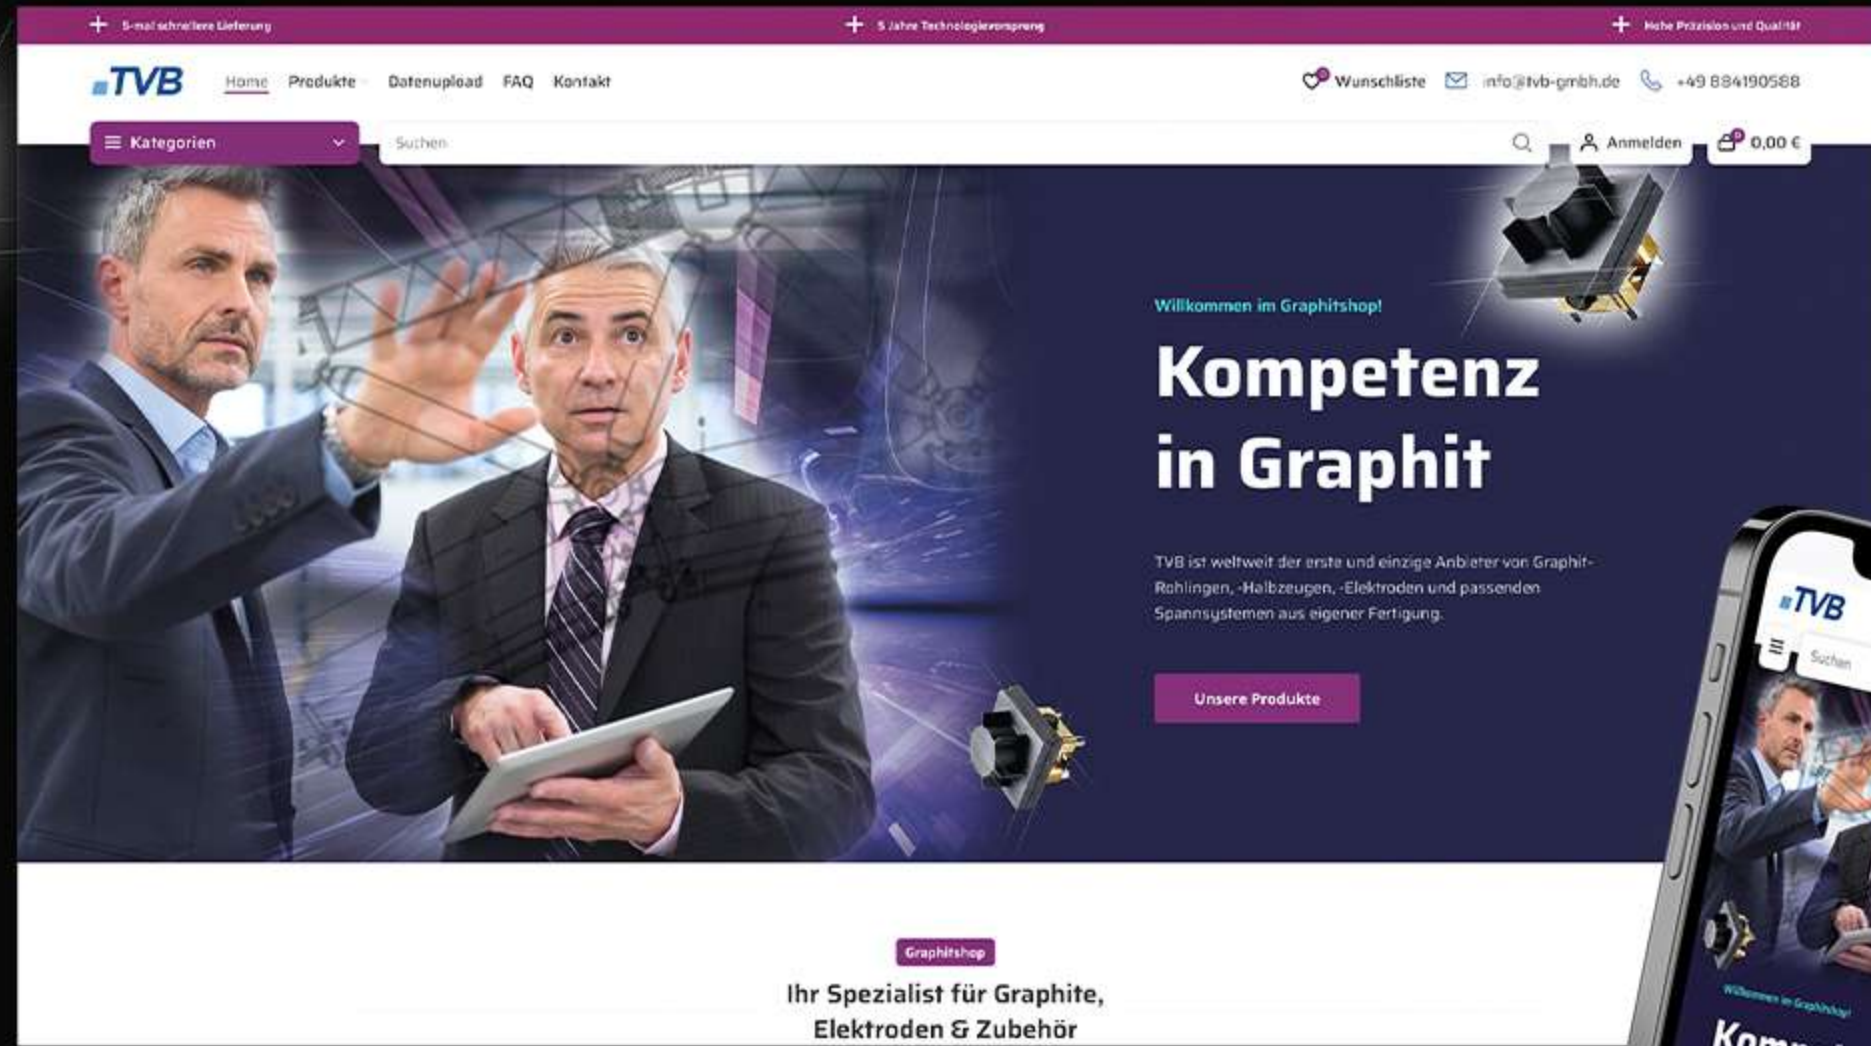 5-mal schnellere Lieferung
5 Jahre Technologievorsprung
Hohe Präzision und Qualität
TVB
Home
Produkte
Datenupload
FAQ
Kontakt
0
Wunschliste
info@tvb-gmbh.de
+49 884190588
Kategorien
Suchen
Anmelden
0
0,00 €
Willkommen im Graphitshop!
Kompetenz
in Graphit
TVB ist weltweit der erste und einzige Anbieter von Graphit-
Rohlingen, -Halbzeugen, -Elektroden und passenden
Spannsystemen aus eigener Fertigung.
Unsere Produkte
TVB
Suchen
Willkommen im Graphitshop!
Graphitshop
Ihr Spezialist für Graphite,
Elektroden & Zubehör